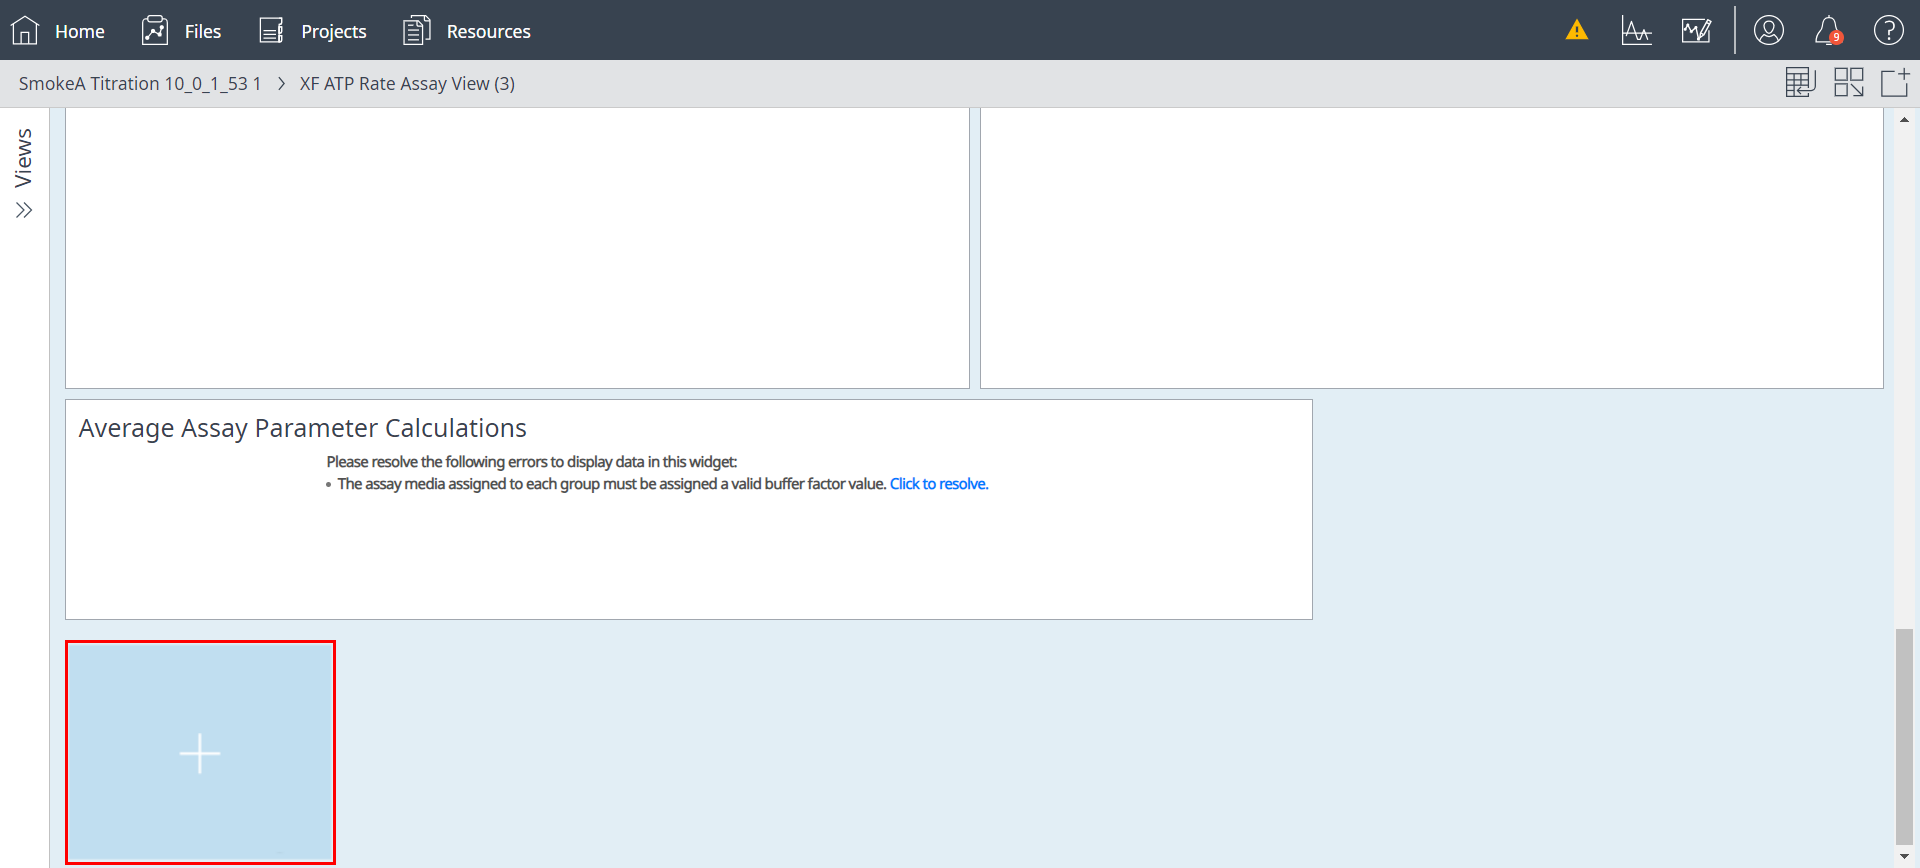 Home Files Projects Resources 9
SmokeA Titration 10_0_1_53 1 XF ATP Rate Assay View (3)
Views
Average Assay Parameter Calculations
Please resolve the following errors to display data in this widget:
• The assay media assigned to each group must be assigned a valid buffer factor value. Click to resolve.